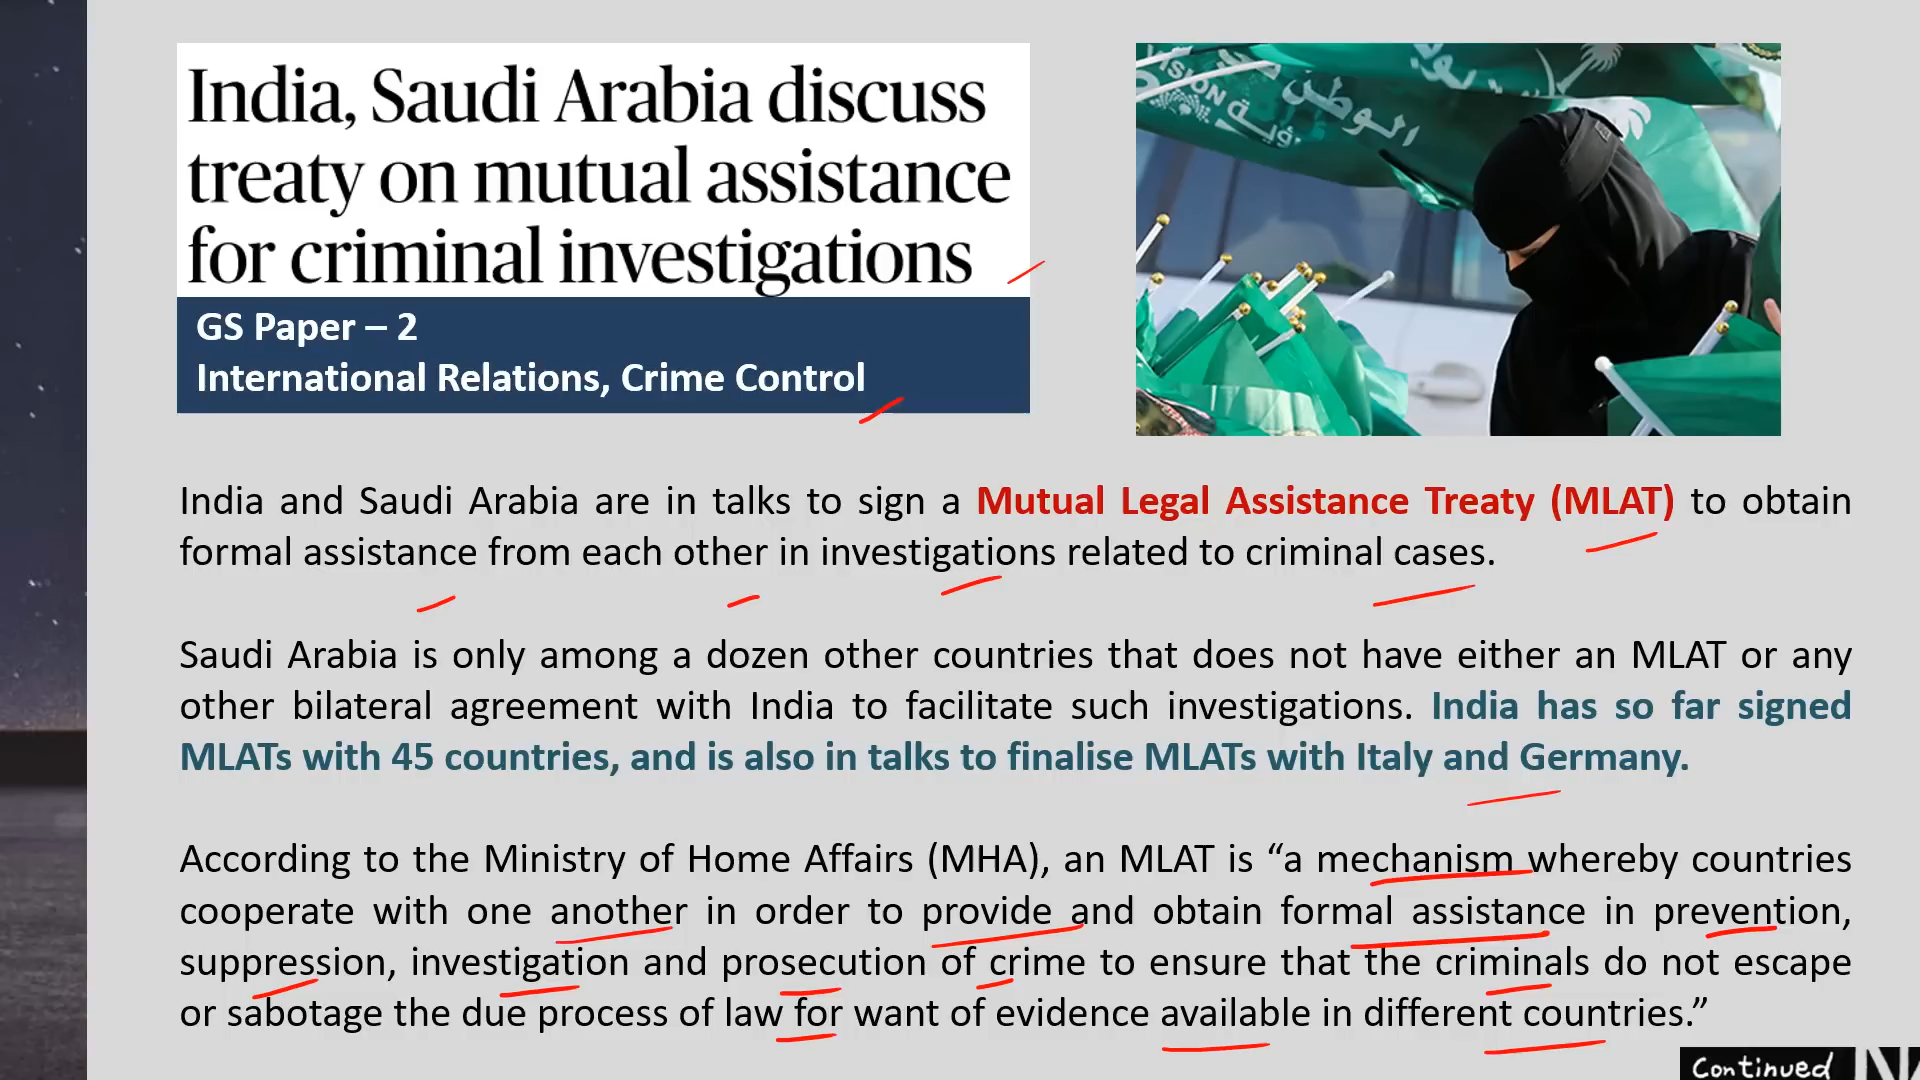 India, Saudi Arabia discuss
treaty on mutual assistance
for criminal investigations
GS Paper – 2
International Relations, Crime Control
VISION
رؤية
الوطن
India and Saudi Arabia are in talks to sign a Mutual Legal Assistance Treaty (MLAT) to obtain
formal assistance from each other in investigations related to criminal cases.
Saudi Arabia is only among a dozen other countries that does not have either an MLAT or any
other bilateral agreement with India to facilitate such investigations. India has so far signed
MLATs with 45 countries, and is also in talks to finalise MLATs with Italy and Germany.
According to the Ministry of Home Affairs (MHA), an MLAT is “a mechanism whereby countries
cooperate with one another in order to provide and obtain formal assistance in prevention,
suppression, investigation and prosecution of crime to ensure that the criminals do not escape
or sabotage the due process of law for want of evidence available in different countries.”
Continued